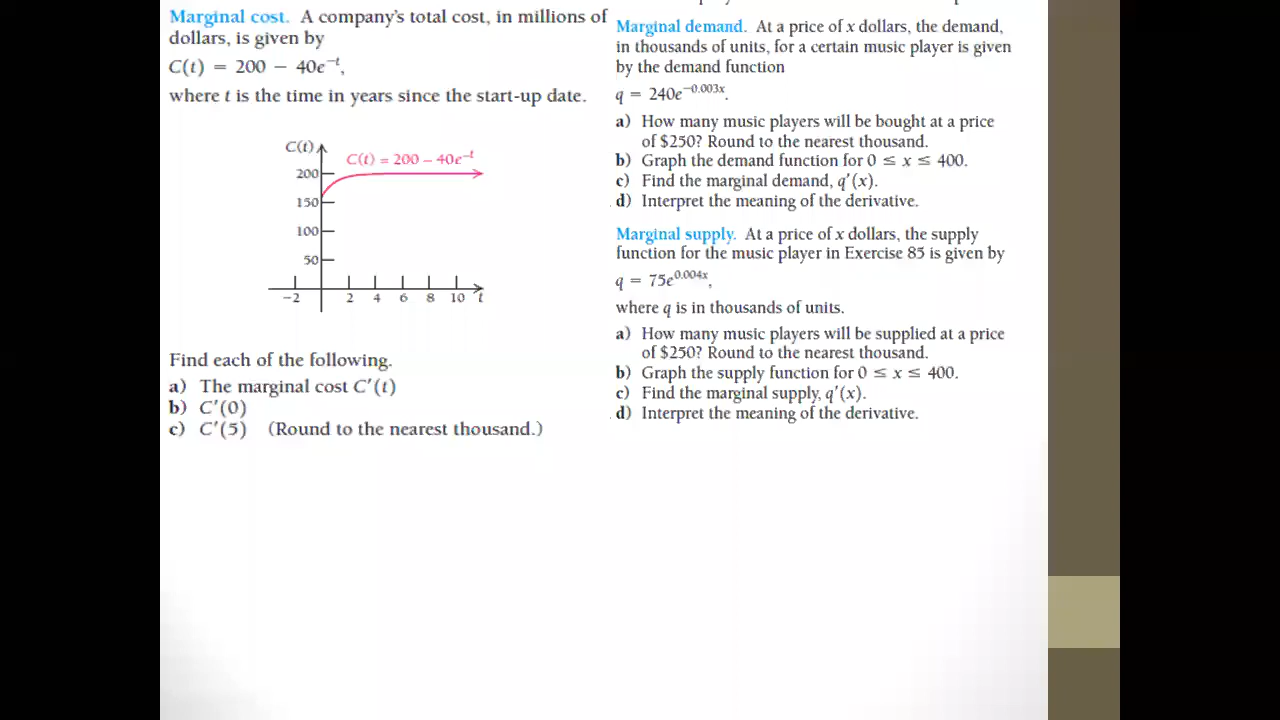 Marginal cost. A company's total cost, in millions of
dollars, is given by
C(t) = 200 − 40e⁻ᵗ,
where t is the time in years since the start-up date.
C(t)
C(t) = 200 − 40e⁻ᵗ
200
150
100
50
−2 2 4 6 8 10 t
Find each of the following.
a) The marginal cost C′(t)
b) C′(0)
c) C′(5) (Round to the nearest thousand.)
Marginal demand. At a price of x dollars, the demand,
in thousands of units, for a certain music player is given
by the demand function
q = 240e⁻⁰·⁰⁰³ˣ.
a) How many music players will be bought at a price
of $250? Round to the nearest thousand.
b) Graph the demand function for 0 ≤ x ≤ 400.
c) Find the marginal demand, q′(x).
d) Interpret the meaning of the derivative.
Marginal supply. At a price of x dollars, the supply
function for the music player in Exercise 85 is given by
q = 75e⁰·⁰⁰⁴ˣ,
where q is in thousands of units.
a) How many music players will be supplied at a price
of $250? Round to the nearest thousand.
b) Graph the supply function for 0 ≤ x ≤ 400.
c) Find the marginal supply, q′(x).
d) Interpret the meaning of the derivative.